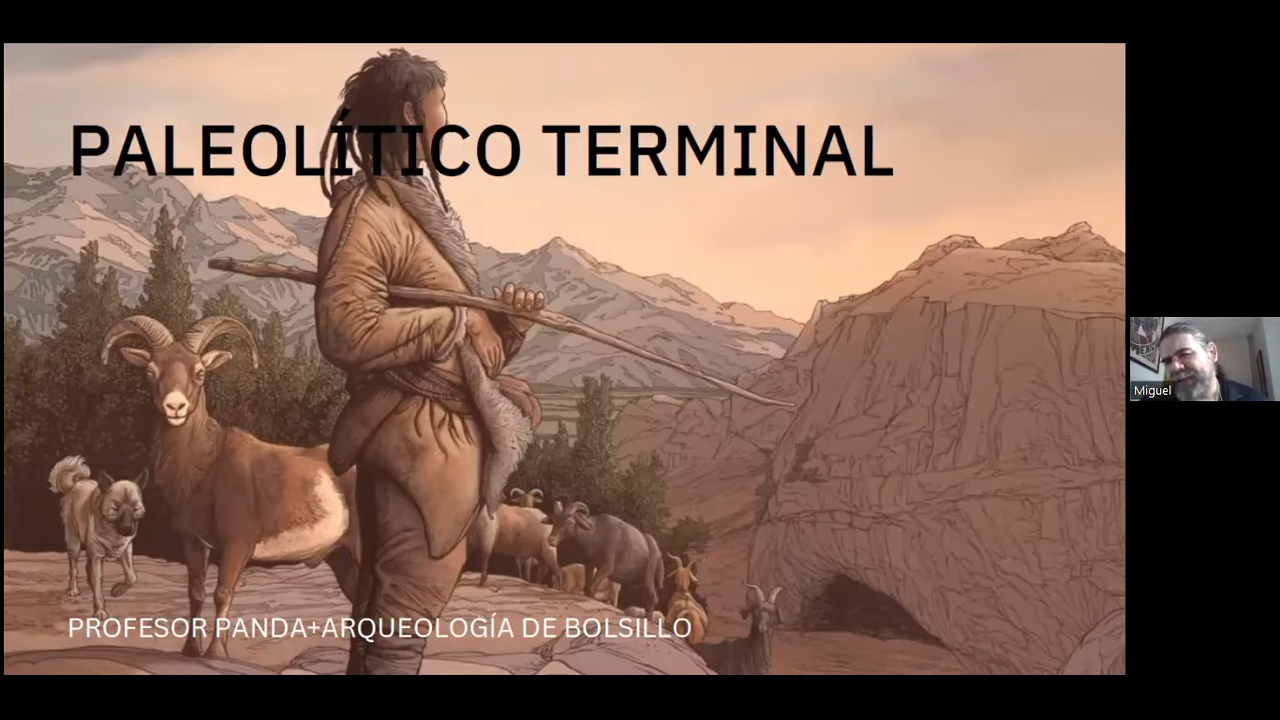 PALEOLÍTICO TERMINAL
PROFESOR PANDA+ARQUEOLOGÍA DE BOLSILLO
Miguel